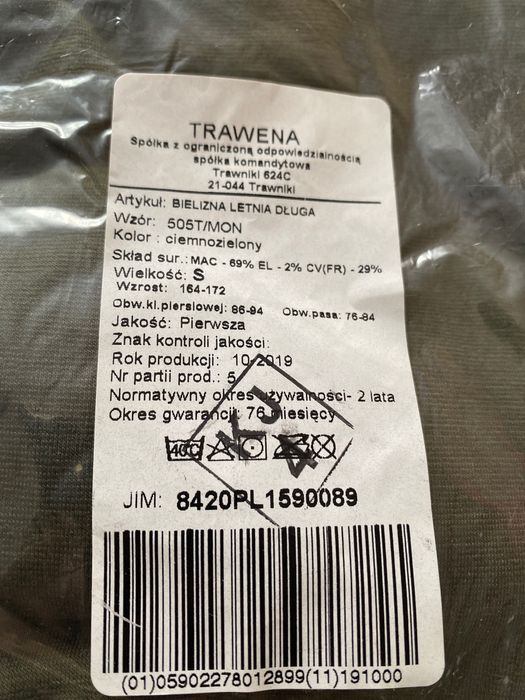 TRAWENA
Spółka z ograniczoną odpowiedzialnością
spółka komandytowa
Trawniki 624C
21-044 Trawniki
Artykuł: BIELIZNA LETNIA DŁUGA
Wzór: 505T/MON
Kolor : ciemnozielony
Skład sur.: MAC - 69% EL - 2% CV(FR) - 29%
Wielkość: S
Wzrost: 164-172
Obw.kl.piersiowej: 86-94 Obw.pasa: 76-84
Jakość: Pierwsza
Znak kontroli jakości:
Rok produkcji: 10-2019
Nr partii prod.: 5
Normatywny okres używalności- 2 lata
Okres gwarancji: 76 miesięcy
KJ
4
40
JIM: 8420PL1590089
(01)05902278012899(11)191000